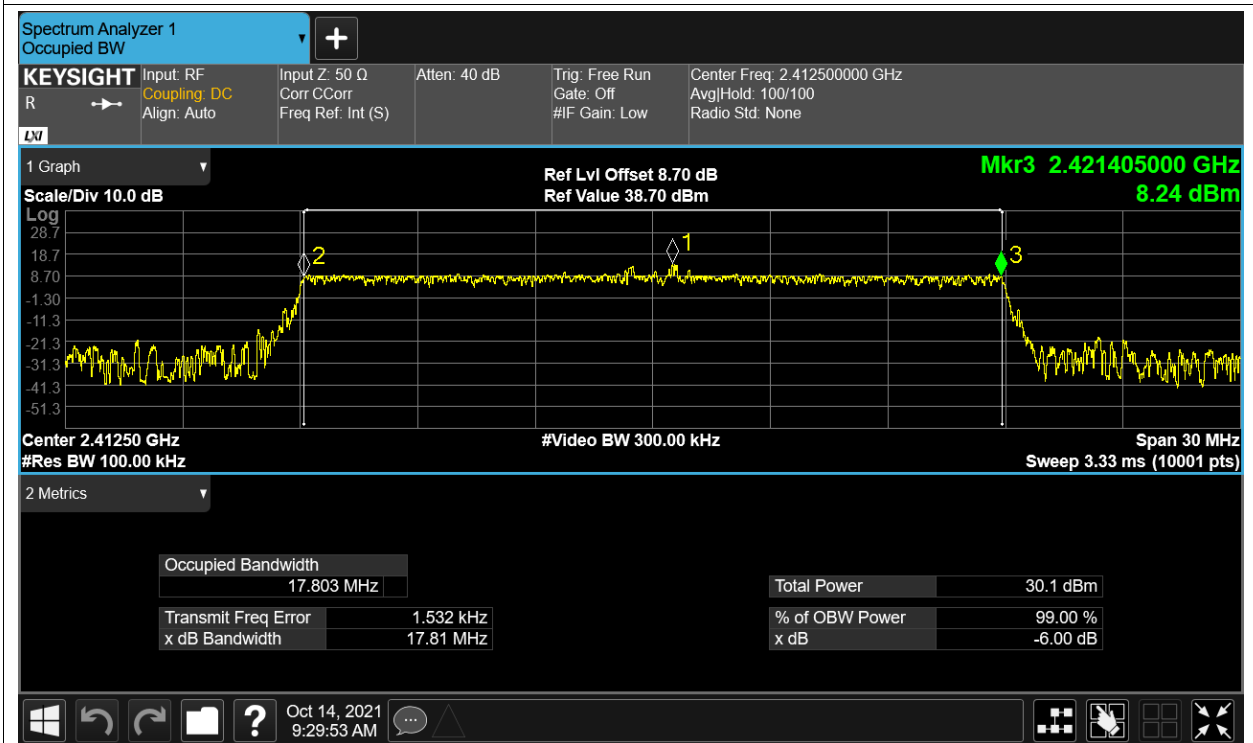 Spectrum Analyzer 1
Occupied BW
KEYSIGHT
R
LXI
Input: RF
Coupling: DC
Align: Auto
Input Z: 50 Ω
Corr CCorr
Freq Ref: Int (S)
Atten: 40 dB
Trig: Free Run
Gate: Off
#IF Gain: Low
Center Freq: 2.412500000 GHz
Avg|Hold: 100/100
Radio Std: None
1 Graph
Scale/Div 10.0 dB
Ref Lvl Offset 8.70 dB
Ref Value 38.70 dBm
Mkr3 2.421405000 GHz
8.24 dBm
Log
28.7
18.7
8.70
-1.30
-11.3
-21.3
-31.3
-41.3
-51.3
2
1
3
Center 2.41250 GHz
#Res BW 100.00 kHz
#Video BW 300.00 kHz
Span 30 MHz
Sweep 3.33 ms (10001 pts)
2 Metrics
Occupied Bandwidth
17.803 MHz
Transmit Freq Error 1.532 kHz
x dB Bandwidth 17.81 MHz
Total Power 30.1 dBm
% of OBW Power 99.00 %
x dB -6.00 dB
?
Oct 14, 2021
9:29:53 AM